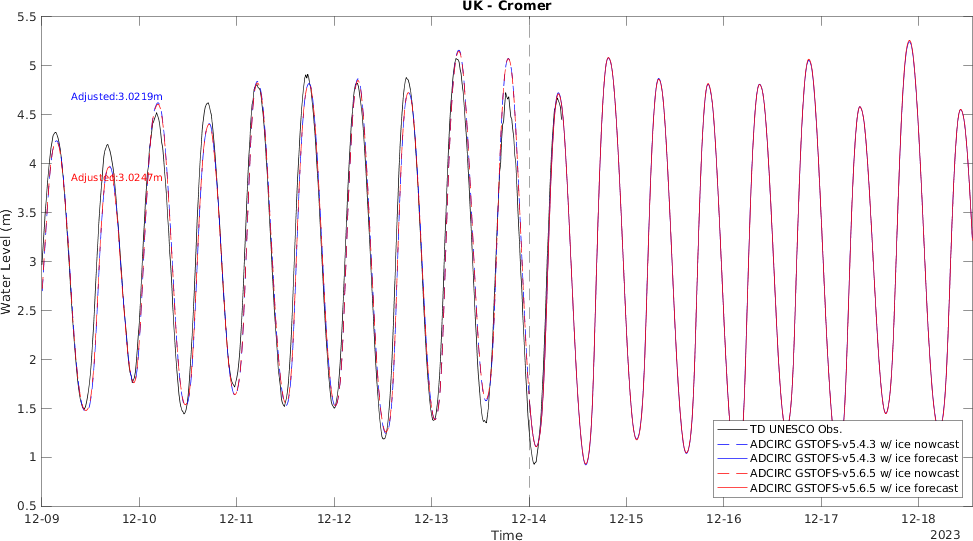 UK - Cromer
5.5
5
4.5
4
3.5
3
2.5
2
1.5
1
0.5
Water Level (m)
Adjusted:3.0219m
Adjusted:3.0247m
TD UNESCO Obs.
ADCIRC GSTOFS-v5.4.3 w/ ice nowcast
ADCIRC GSTOFS-v5.4.3 w/ ice forecast
ADCIRC GSTOFS-v5.6.5 w/ ice nowcast
ADCIRC GSTOFS-v5.6.5 w/ ice forecast
12-09 12-10 12-11 12-12 12-13 12-14 12-15 12-16 12-17 12-18
Time
2023